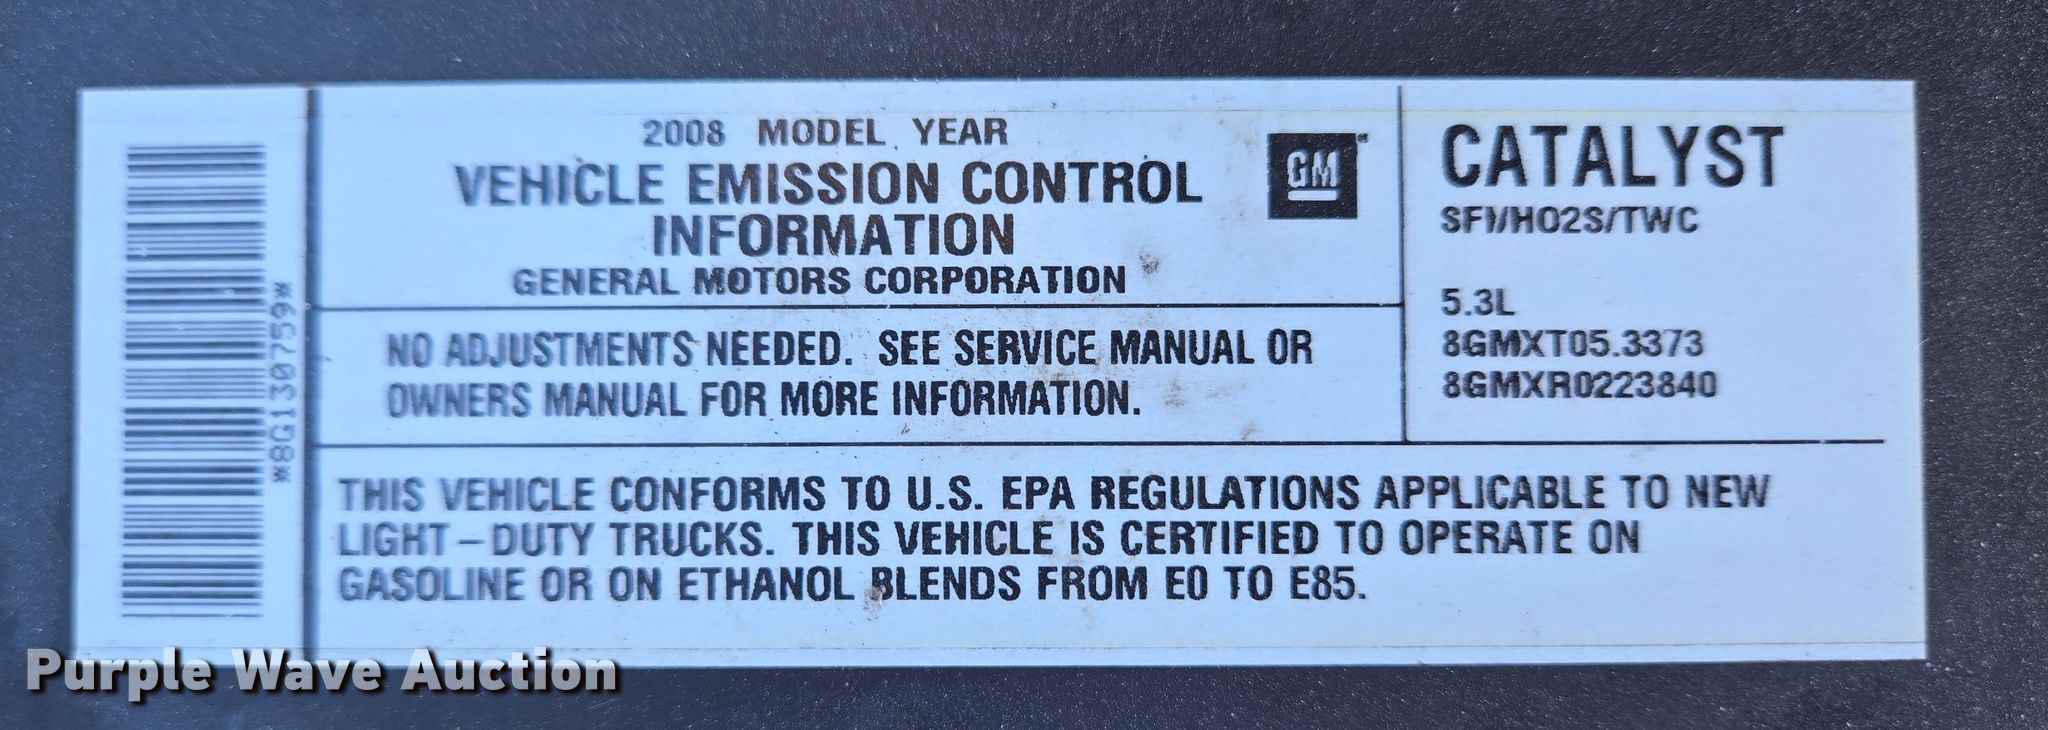 2008 MODEL YEAR
VEHICLE EMISSION CONTROL
INFORMATION
GENERAL MOTORS CORPORATION
GM
NO ADJUSTMENTS NEEDED. SEE SERVICE MANUAL OR
OWNERS MANUAL FOR MORE INFORMATION.
CATALYST
SFI/HO2S/TWC
5.3L
8GMXT05.3373
8GMXR0223840
THIS VEHICLE CONFORMS TO U.S. EPA REGULATIONS APPLICABLE TO NEW
LIGHT-DUTY TRUCKS. THIS VEHICLE IS CERTIFIED TO OPERATE ON
GASOLINE OR ON ETHANOL BLENDS FROM E0 TO E85.
*8G130759*
Purple Wave Auction